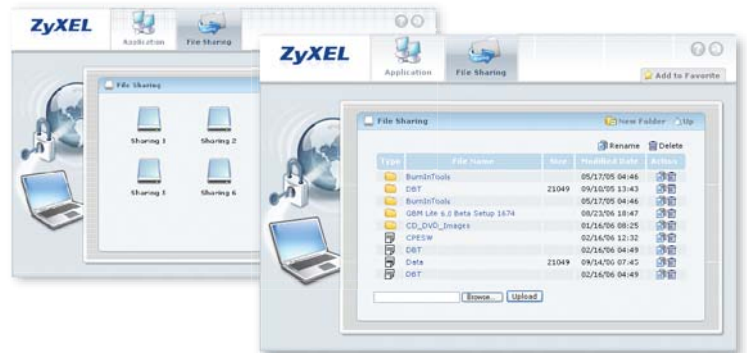 ZyXEL
Application
File Sharing
File Sharing
Sharing 1
Sharing 2
Sharing 5
Sharing 6
ZyXEL
Application
File Sharing
Add to Favorite
File Sharing
New Folder
Up
Rename
Delete
Type File Name Size Modified Date Action
BurnInTools 05/17/05 04:46
DBT 21049 09/10/05 13:43
BurnInTools 05/17/05 04:46
GBM Lite 6.0 Beta Setup 1674 08/23/06 18:47
CD_DVD_Images 01/16/06 08:25
CPESW 02/16/06 12:32
DBT 02/16/06 04:49
Data 21049 09/14/06 07:45
DBT 02/16/06 04:49
Browse... Upload